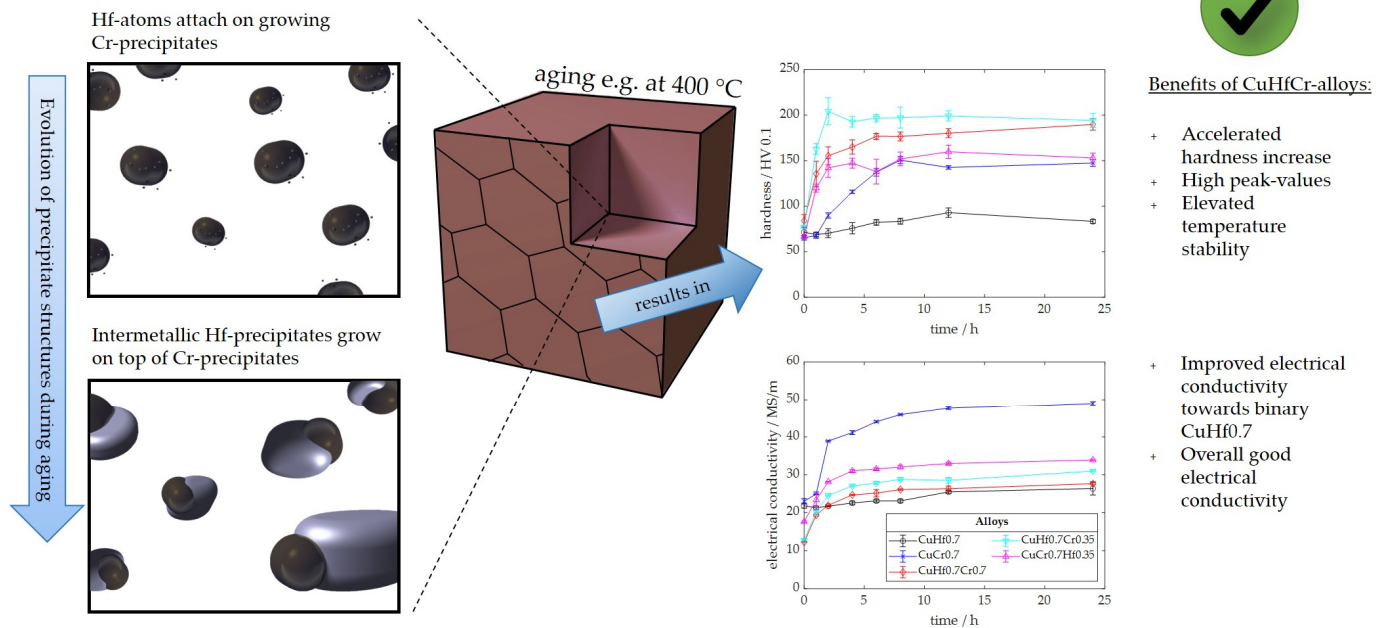 Hf-atoms attach on growing
Cr-precipitates
Evolution of precipitate structures during aging
Intermetallic Hf-precipitates grow
on top of Cr-precipitates
aging e.g. at 400 °C
results in
250
200
150
100
50
0
hardness / HV 0.1
0
5
10
15
20
25
time / h
60
50
40
30
20
10
0
electrical conductivity / MS/m
Alloys
CuHf0.7
CuCr0.7
CuHf0.7Cr0.7
CuHf0.7Cr0.35
CuCr0.7Hf0.35
0
5
10
15
20
25
time / h
Benefits of CuHfCr-alloys:
+ Accelerated
hardness increase
+ High peak-values
+ Elevated
temperature
stability
+ Improved electrical
conductivity
towards binary
CuHf0.7
+ Overall good
electrical
conductivity